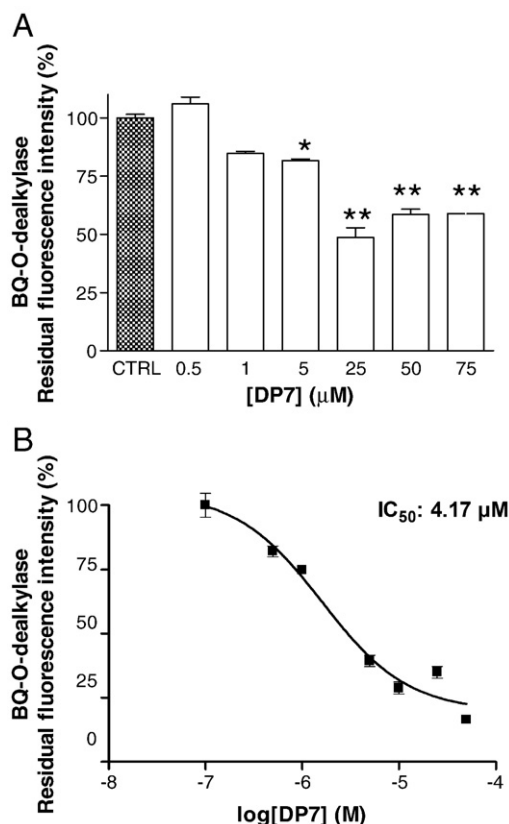 A
BQ-O-dealkylase
Residual fluorescence intensity (%)
100
75
50
25
0
*
**
**
**
CTRL 0.5 1 5 25 50 75
[DP7] (μM)
B
BQ-O-dealkylase
Residual fluorescence intensity (%)
IC50: 4.17 μM
100
75
50
25
0
-8 -7 -6 -5 -4
log[DP7] (M)